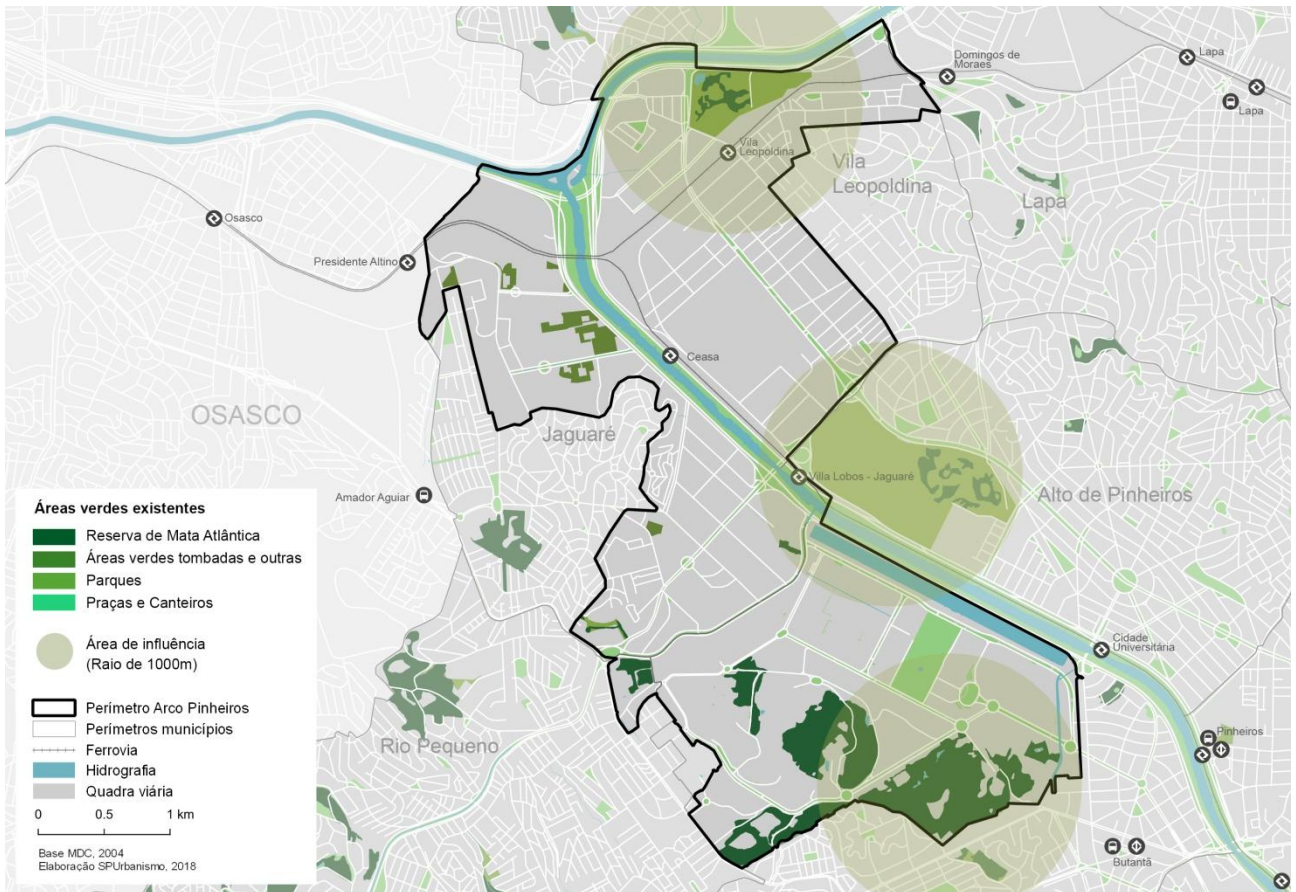 Domingos de
Moraes
Lapa
Lapa
Vila
Leopoldina
Vila
Leopoldina
Lapa
Osasco
Presidente Altino
Ceasa
OSASCO
Jaguaré
Villa Lobos - Jaguaré
Amador Aguiar
Alto de Pinheiros
Áreas verdes existentes
Reserva de Mata Atlântica
Áreas verdes tombadas e outras
Parques
Praças e Canteiros
Área de influência
(Raio de 1000m)
Perímetro Arco Pinheiros
Perímetros municípios
Ferrovia
Hidrografia
Quadra viária
0 0.5 1 km
Base MDC, 2004
Elaboração SPUrbanismo, 2018
Cidade
Universitária
Rio Pequeno
Pinheiros
Butantã